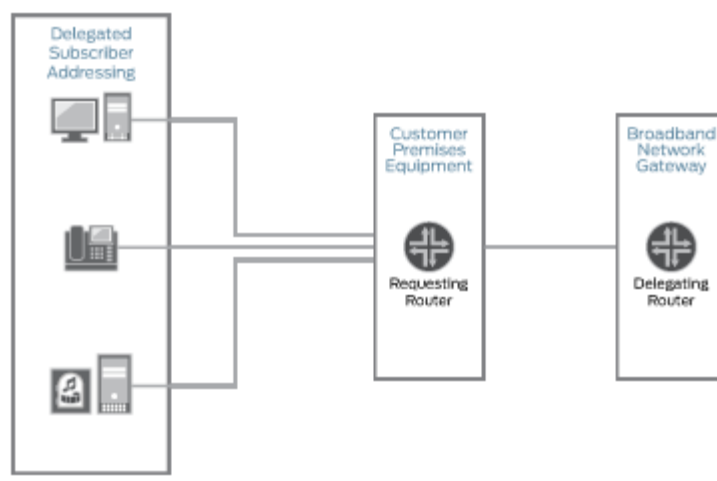 Delegated
Subscriber
Addressing
Customer
Premises
Equipment
Requesting
Router
Broadband
Network
Gateway
Delegating
Router